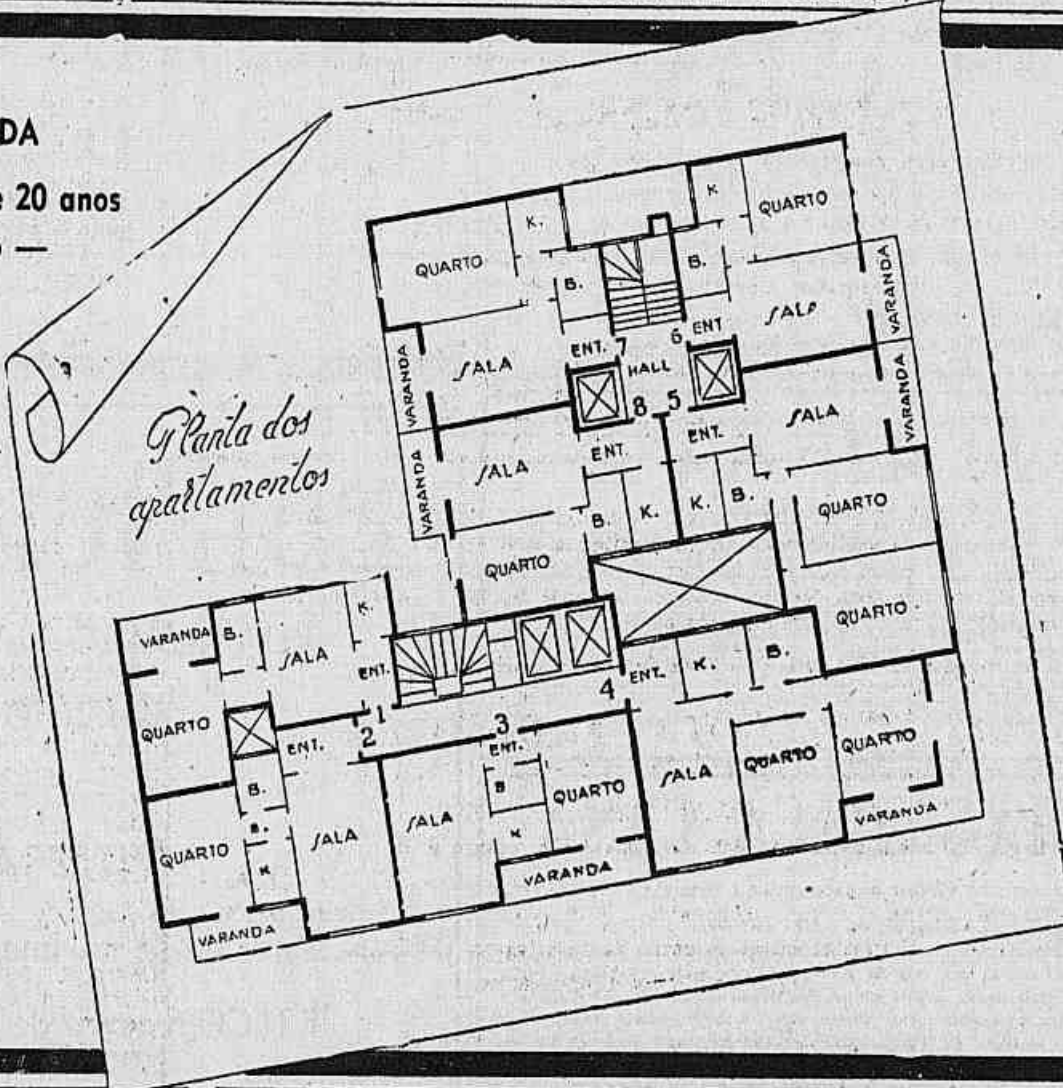 DA
20 anos
—
Planta dos
apartamentos
K. QUARTO
K. QUARTO
B. B.
VARANDA
SALA
ENT. 7 6 ENT
SALA
HALL
VARANDA
8 5
VARANDA
SALA
ENT. ENT.
SALA
VARANDA
B. K. K. B.
QUARTO
QUARTO
QUARTO
VARANDA B. SALA K.
ENT.
1
2
3
4
ENT. K. B.
QUARTO
ENT.
ENT.
SALA QUARTO QUARTO
B.
B
QUARTO
SALA SALA
B.
K
K
QUARTO
VARANDA
VARANDA
VARANDA